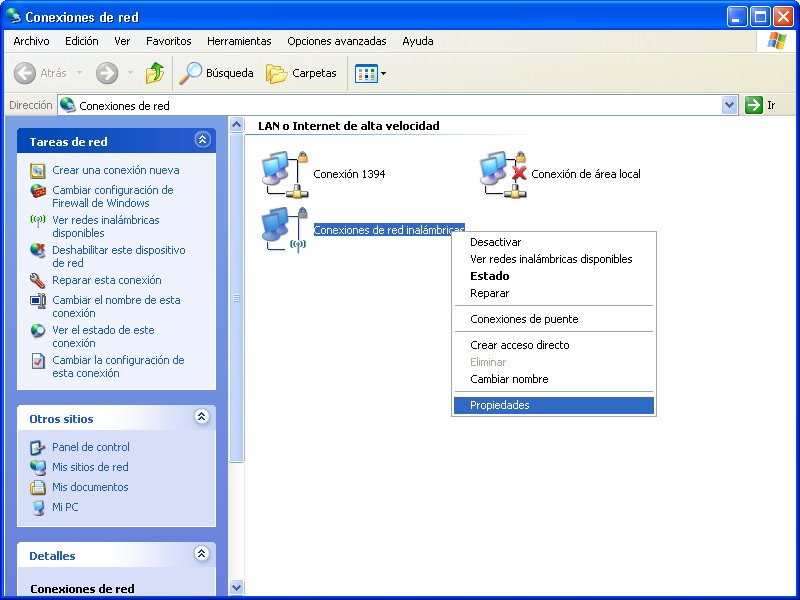 Conexiones de red
Archivo Edición Ver Favoritos Herramientas Opciones avanzadas Ayuda
Atrás Búsqueda Carpetas
Dirección Conexiones de red Ir
Tareas de red
Crear una conexión nueva
Cambiar configuración de
Firewall de Windows
Ver redes inalámbricas
disponibles
Deshabilitar este dispositivo
de red
Reparar esta conexión
Cambiar el nombre de esta
conexión
Ver el estado de este
conexión
Cambiar la configuración de
esta conexión
Otros sitios
Panel de control
Mis sitios de red
Mis documentos
Mi PC
Detalles
Conexiones de red
LAN o Internet de alta velocidad
Conexión 1394
Conexión de área local
Conexiones de red inalámbricas
Desactivar
Ver redes inalámbricas disponibles
Estado
Reparar
Conexiones de puente
Crear acceso directo
Eliminar
Cambiar nombre
Propiedades